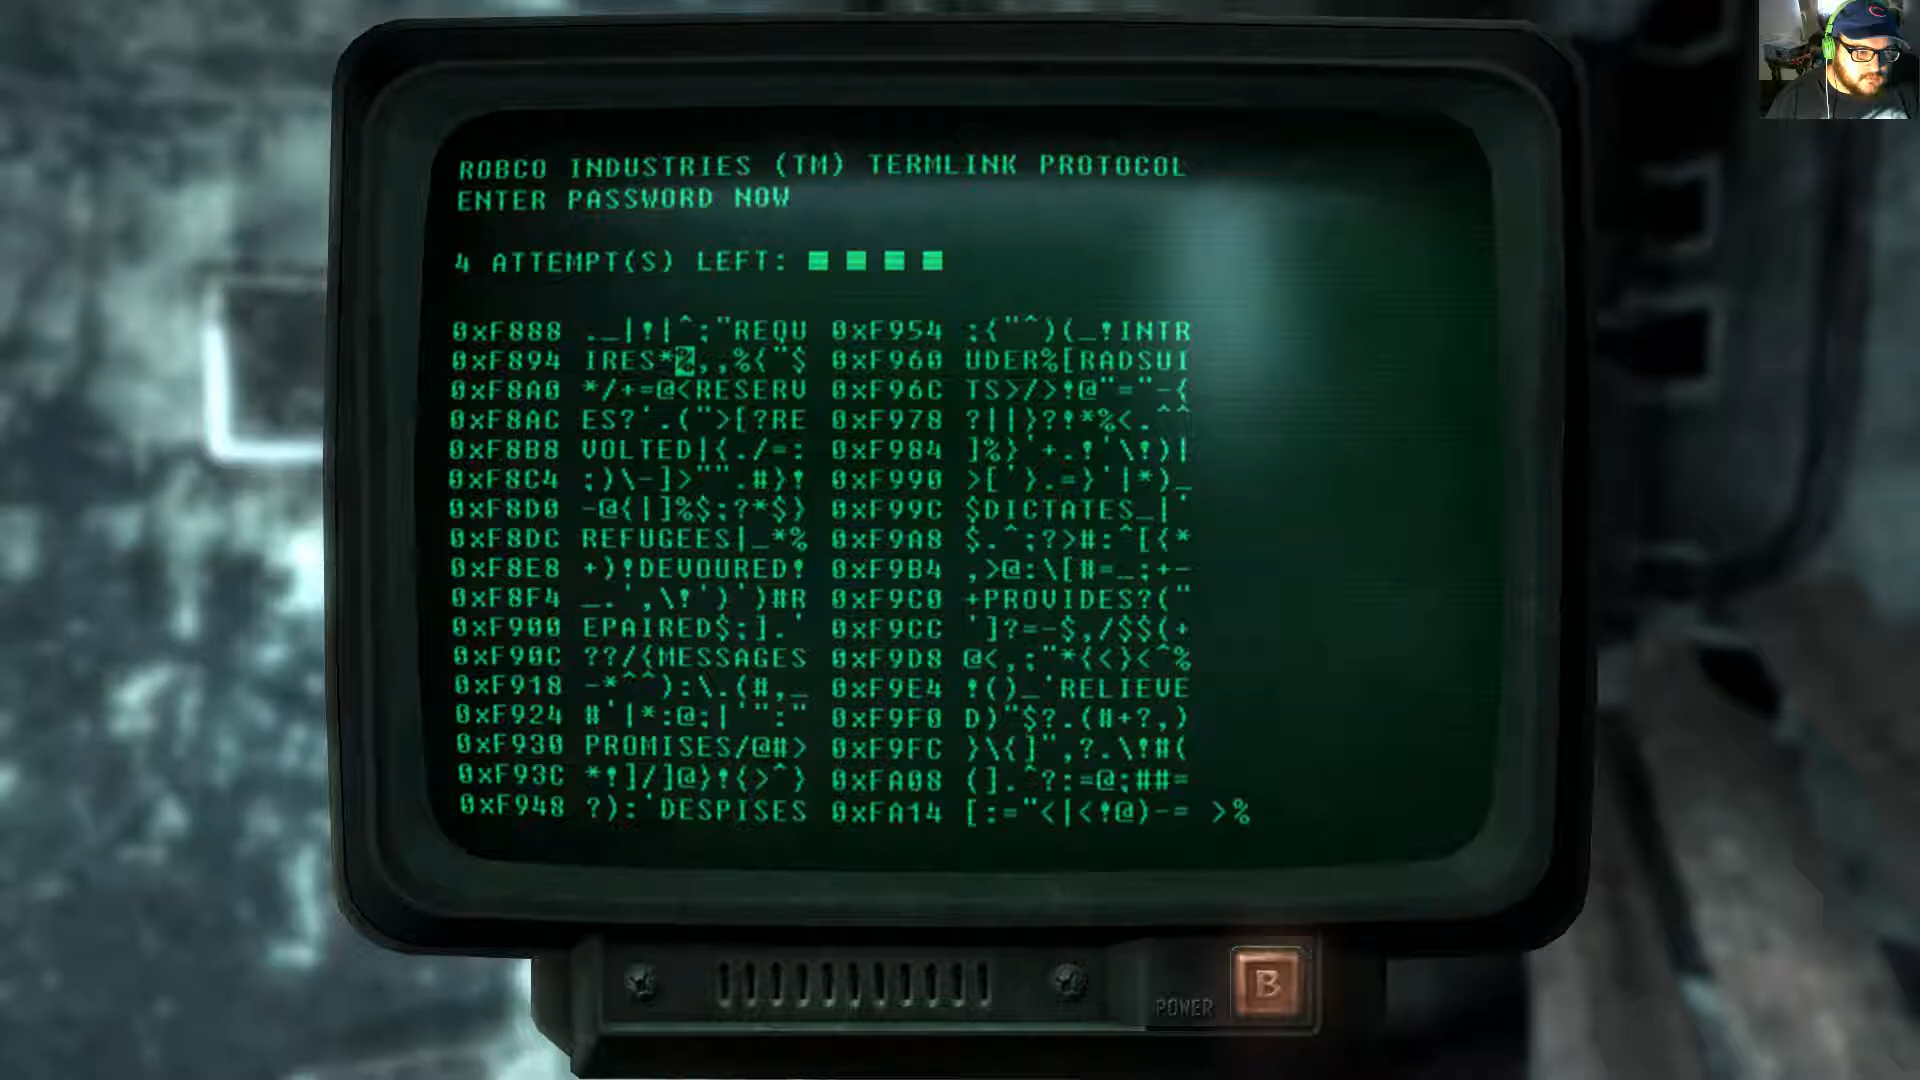 ROBCO INDUSTRIES (TM) TERMLINK PROTOCOL
ENTER PASSWORD NOW
4 ATTEMPT(S) LEFT: ■ ■ ■ ■
0xF888 ._|!|^;"REQU 0xF954 ;{"^)(_!INTR
0xF894 IRES*%,,%{"$ 0xF960 UDER%[RADSUI
0xF8A0 */+=@<RESERV 0xF96C TS>/>!@"="-{
0xF8AC ES?'.(">[?RE 0xF978 ?||}?!*%<.^^
0xF8B8 VOLTED|{./=: 0xF984 ]%}'+.!'\!)|
0xF8C4 ;)\-]>"".#}! 0xF990 >['}.=}'|*)_
0xF8D0 -@{|]%$;?*$} 0xF99C $DICTATES_|'
0xF8DC REFUGEES|_*% 0xF9A8 $.^;?>#:^[{*
0xF8E8 +)!DEVOURED! 0xF9B4 ,>@:\[#=_;+-
0xF8F4 _.',\!')')#R 0xF9C0 +PROVIDES?("
0xF900 EPAIRED$;].' 0xF9CC ']?=-$,/$$(+
0xF90C ??/{MESSAGES 0xF9D8 @<,;"*{<}<^%
0xF918 -*^^):\.(#,_ 0xF9E4 !()_'RELIEVE
0xF924 #'|*:@;|'":" 0xF9F0 D)"$?.(#+?,)
0xF930 PROMISES/@#> 0xF9FC }\{]",?.\!#(
0xF93C *!]/]@}!{>^} 0xFA08 (].^?:=@;##=
0xF948 ?):'DESPISES 0xFA14 [:="<|<!@)-= >%
POWER
B